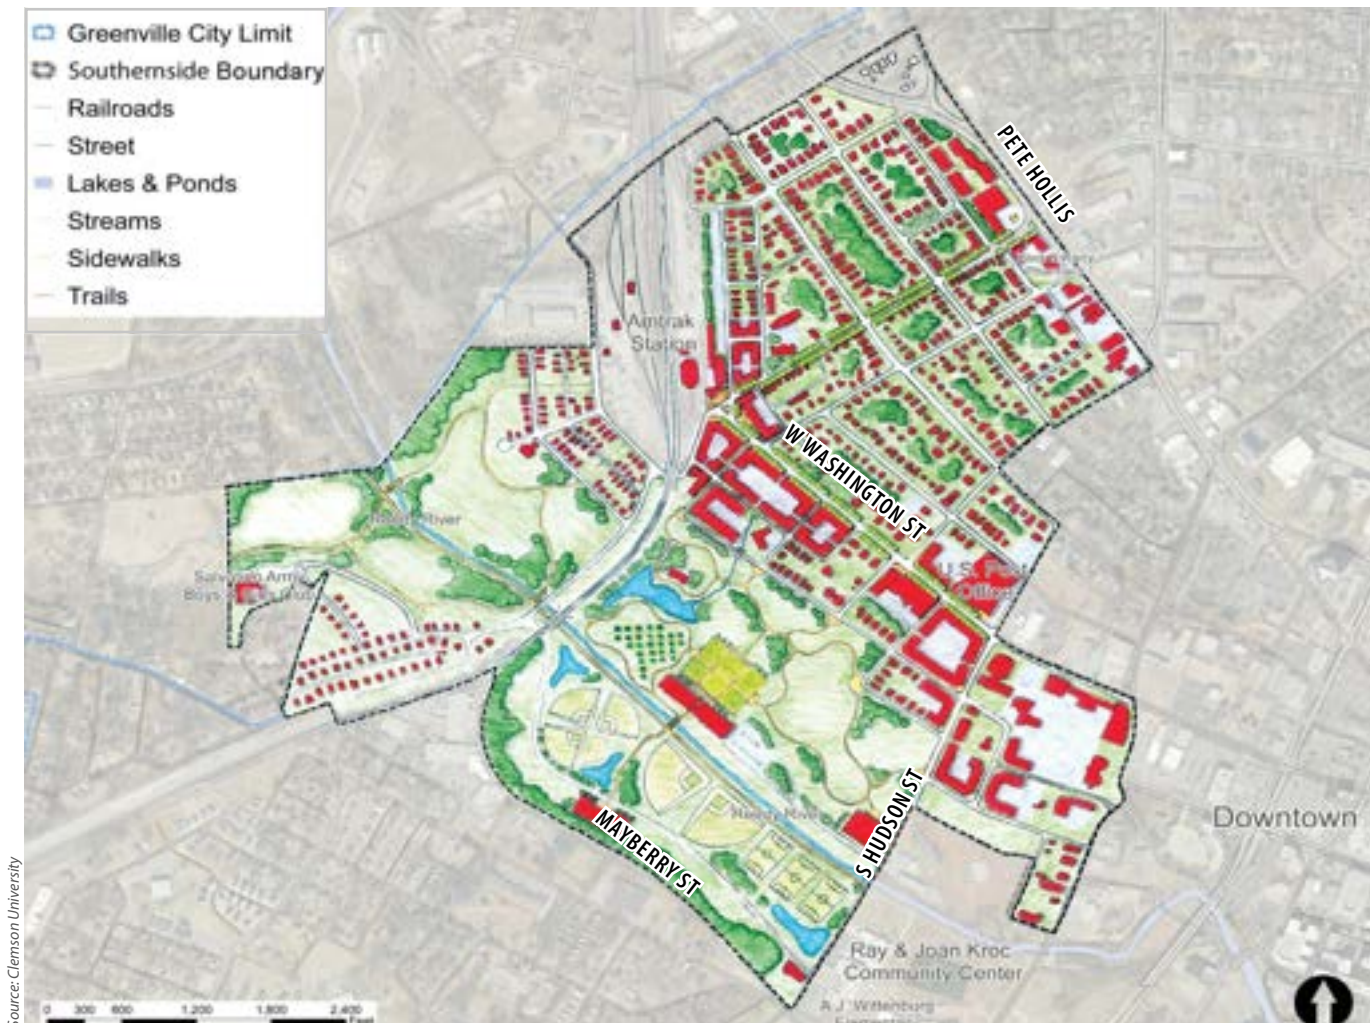 Greenville City Limit
Southernside Boundary
Railroads
Street
Lakes & Ponds
Streams
Sidewalks
Trails
PETE HOLLIS
Amtrak
Station
W WASHINGTON ST
Reedy River
Salvation Army
Boys & Girls Club
U.S. Post
Office
Reedy River
S HUDSON ST
MAYBERRY ST
Downtown
Ray & Joan Kroc
Community Center
A.J. Wittenburg
Elementary
Source: Clemson University
0 300 600 1,200 1,800 2,400
Feet